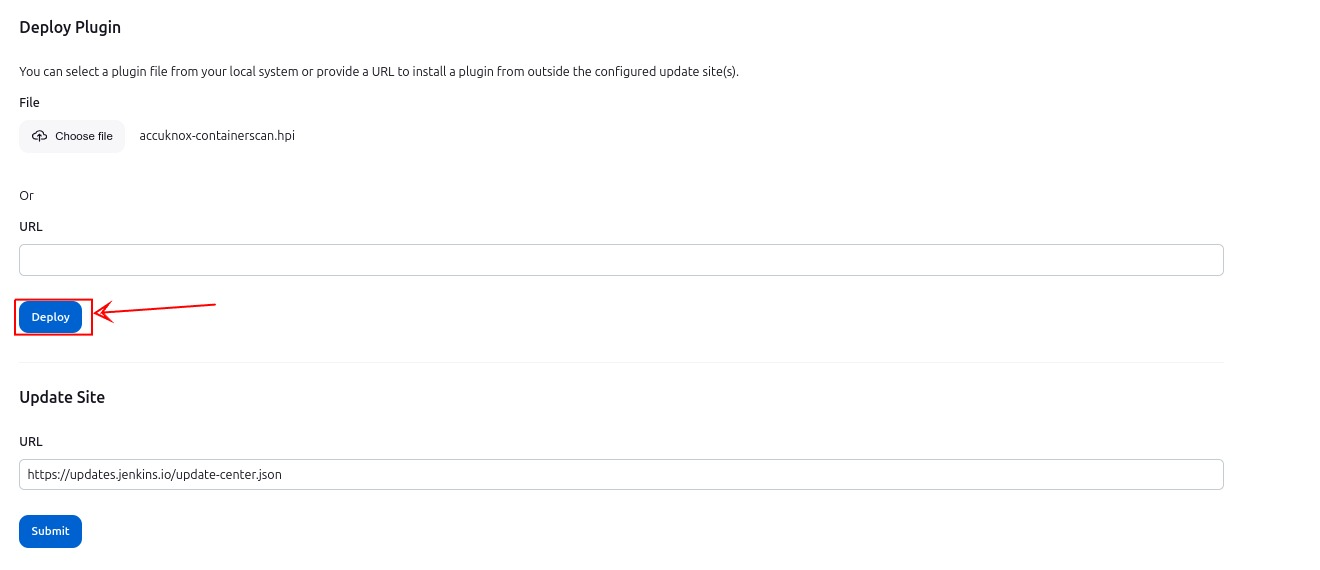 Deploy Plugin
You can select a plugin file from your local system or provide a URL to install a plugin from outside the configured update site(s).
File
Choose file accuknox-containerscan.hpi
Or
URL
Deploy
Update Site
URL
https://updates.jenkins.io/update-center.json
Submit